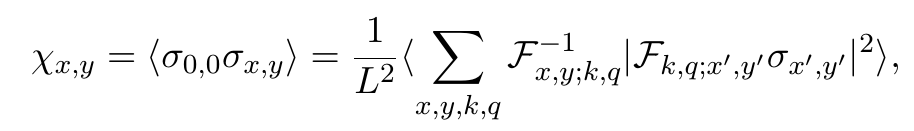 χ_{x,y} = ⟨σ_{0,0}σ_{x,y}⟩ = \frac{1}{L^2}⟨\sum_{x,y,k,q} \mathcal{F}^{-1}_{x,y;k,q}|\mathcal{F}_{k,q;x',y'}σ_{x',y'}|^2⟩,